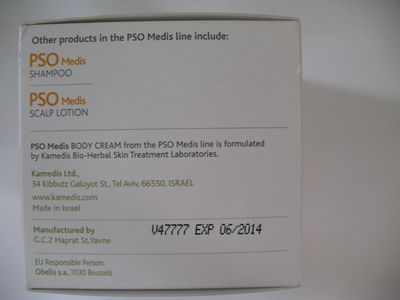 Other products in the PSO Medis line include:
PSO Medis
SHAMPOO
PSO Medis
SCALP LOTION
PSO Medis BODY CREAM from the PSO Medis line is formulated
by Kamedis Bio-Herbal Skin Treatment Laboratories.
Kamedis Ltd.,
34 Kibbutz Galuyot St., Tel Aviv, 66550, ISRAEL
www.kamedis.com
Made in Israel
Manufactured by
G.C.2 Haprat St.Yavne
V47777 EXP 06/2014
EU Responsible Person:
Obelis s.a.,1030 Brussels